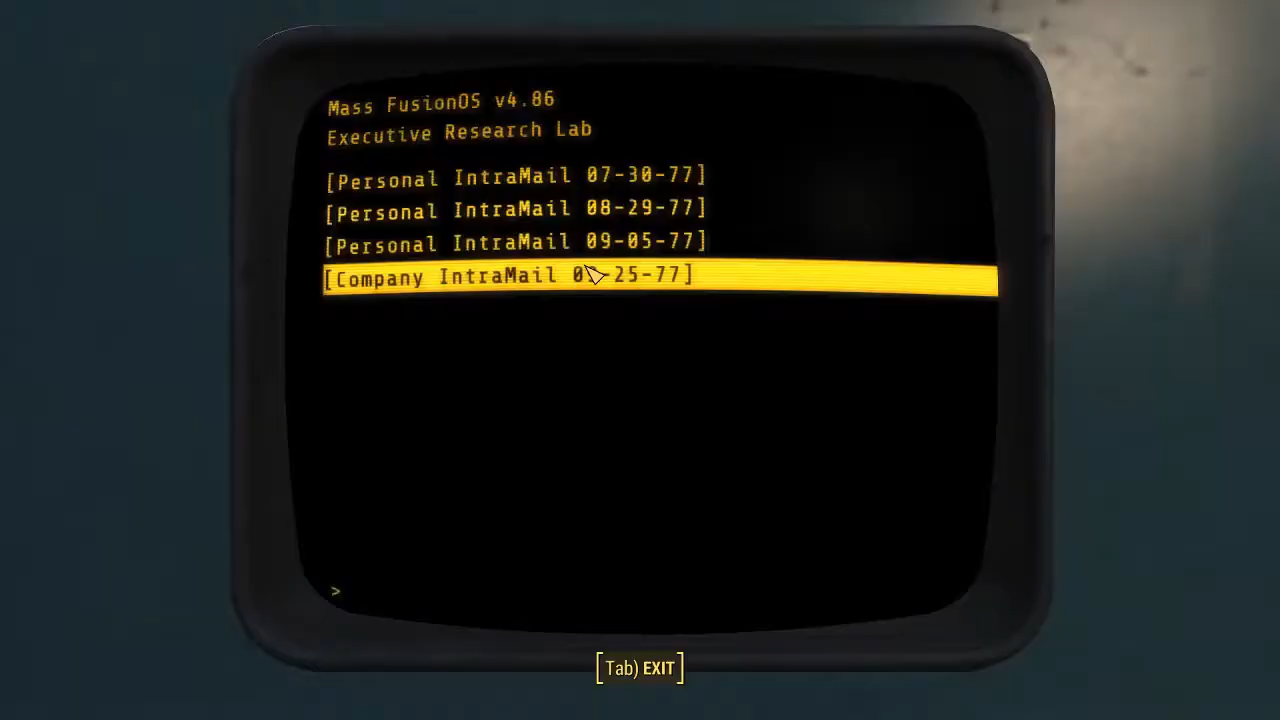 Mass FusionOS v4.86
Executive Research Lab
[Personal IntraMail 07-30-77]
[Personal IntraMail 08-29-77]
[Personal IntraMail 09-05-77]
[Company IntraMail -25-77]
>
[Tab) EXIT]